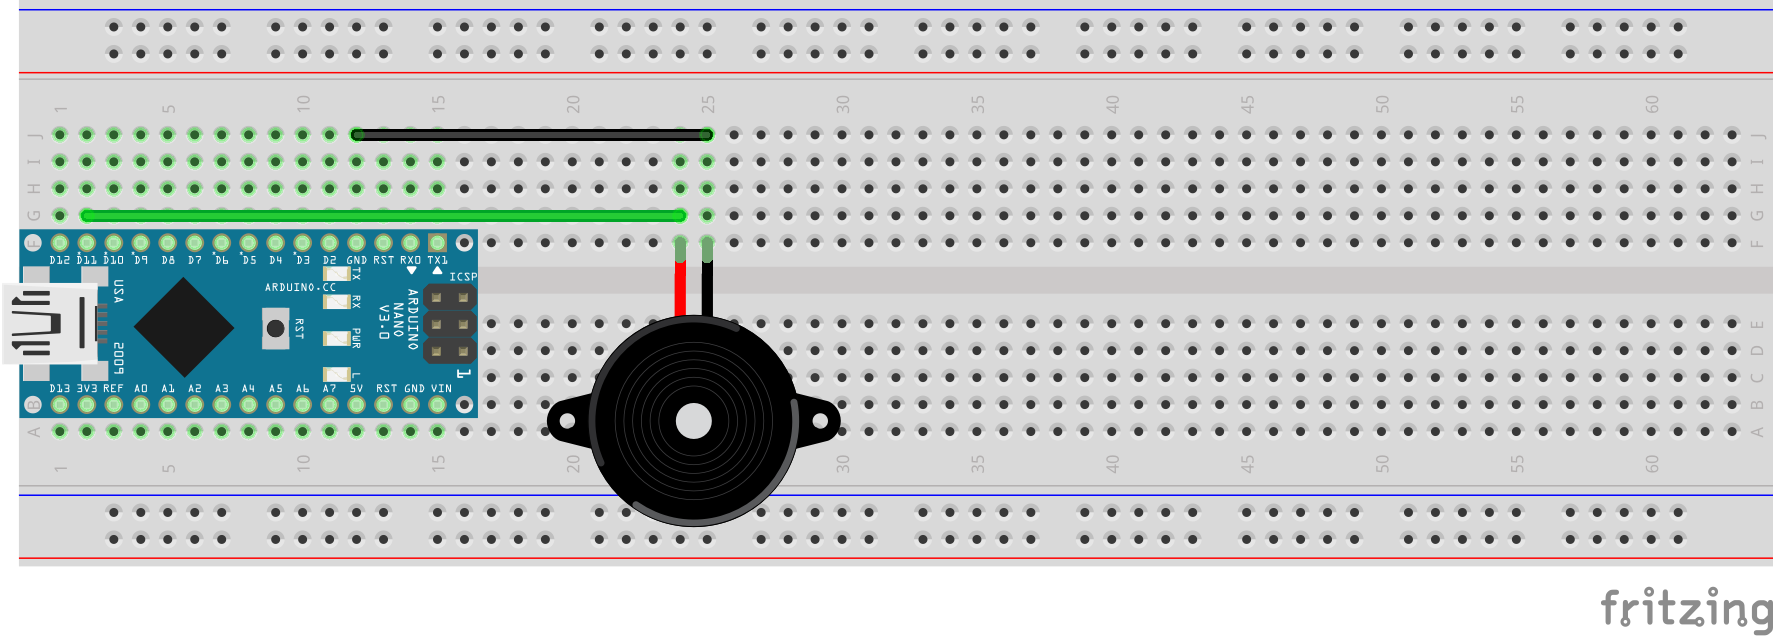 1 5 10 15 20 25 30 35 40 45 50 55 60
J J
I I
H H
G G
F F
D12 D11 D10 D9 D8 D7 D6 D5 D4 D3 D2 GND RST RX0 TX1
ICSP
TX
RX
PWR
L
USA
2009
ARDUINO.CC
RST
ARDUINO
NANO
V3.0
1
E
D
C
D13 3V3 REF A0 A1 A2 A3 A4 A5 A6 A7 5V RST GND VIN
B B
A A
1 5 10 15 20 30 35 40 45 50 55 60
fritzing